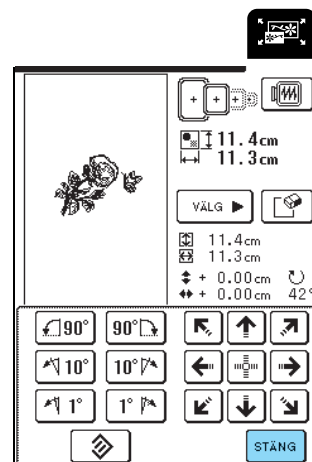 11.4cm
11.3cm
VÄLG
11.4cm
11.3cm
+ 0.00cm
+ 0.00cm 42°
90° 90°
10° 10°
1° 1°
STÄNG